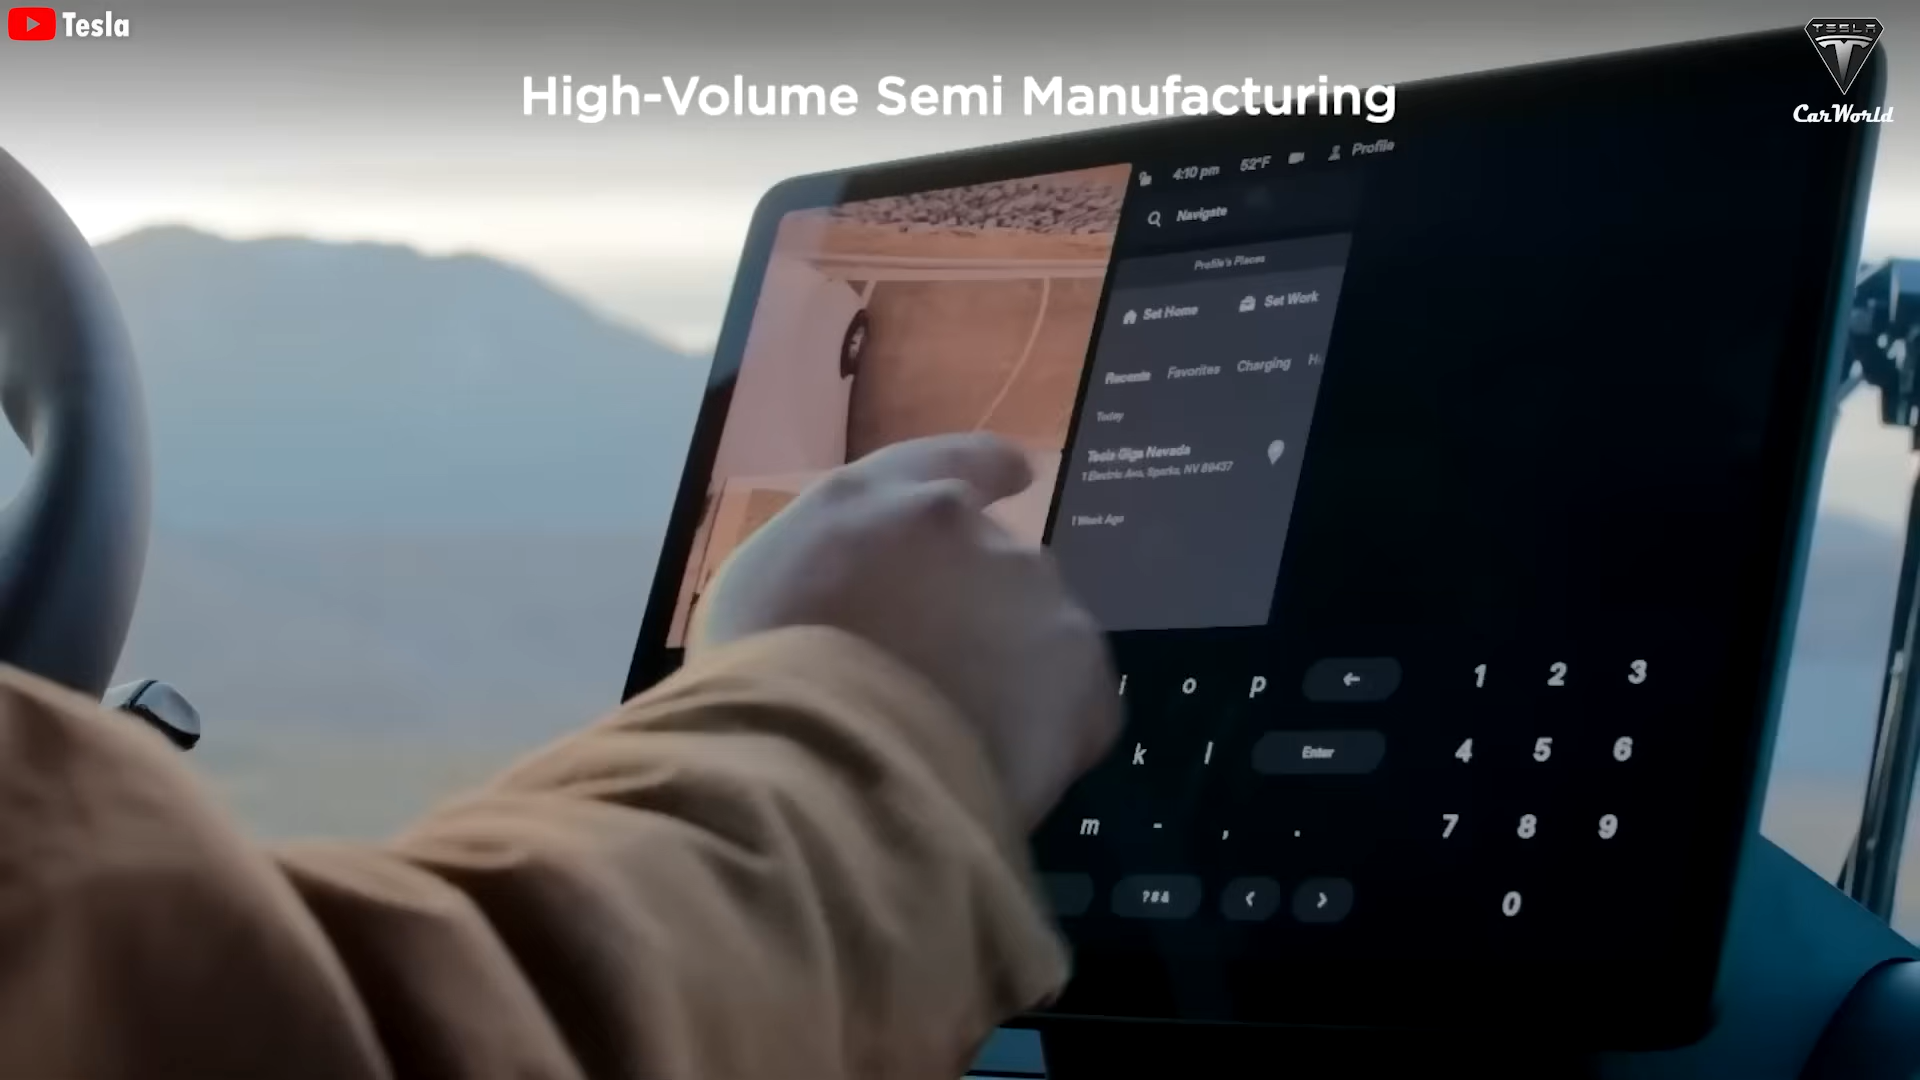 Tesla
High-Volume Semi Manufacturing
TESLA
CarWorld
4:10 pm 52°F Profile
Navigate
Profile's Places
Set Home Set Work
Recents Favorites Charging
Today
Tesla Giga Nevada
1 Electric Ave, Sparks, NV 89437
1 Week Ago
i o p ← 1 2 3
k l Enter 4 5 6
m - , . 7 8 9
?#& < > 0